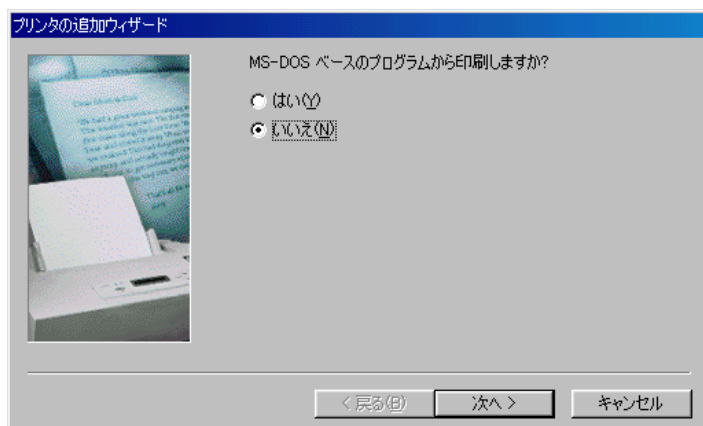 プリンタの追加ウィザード
MS-DOS ベースのプログラムから印刷しますか?
はい(Y)
いいえ(N)
< 戻る(B)
次へ >
キャンセル